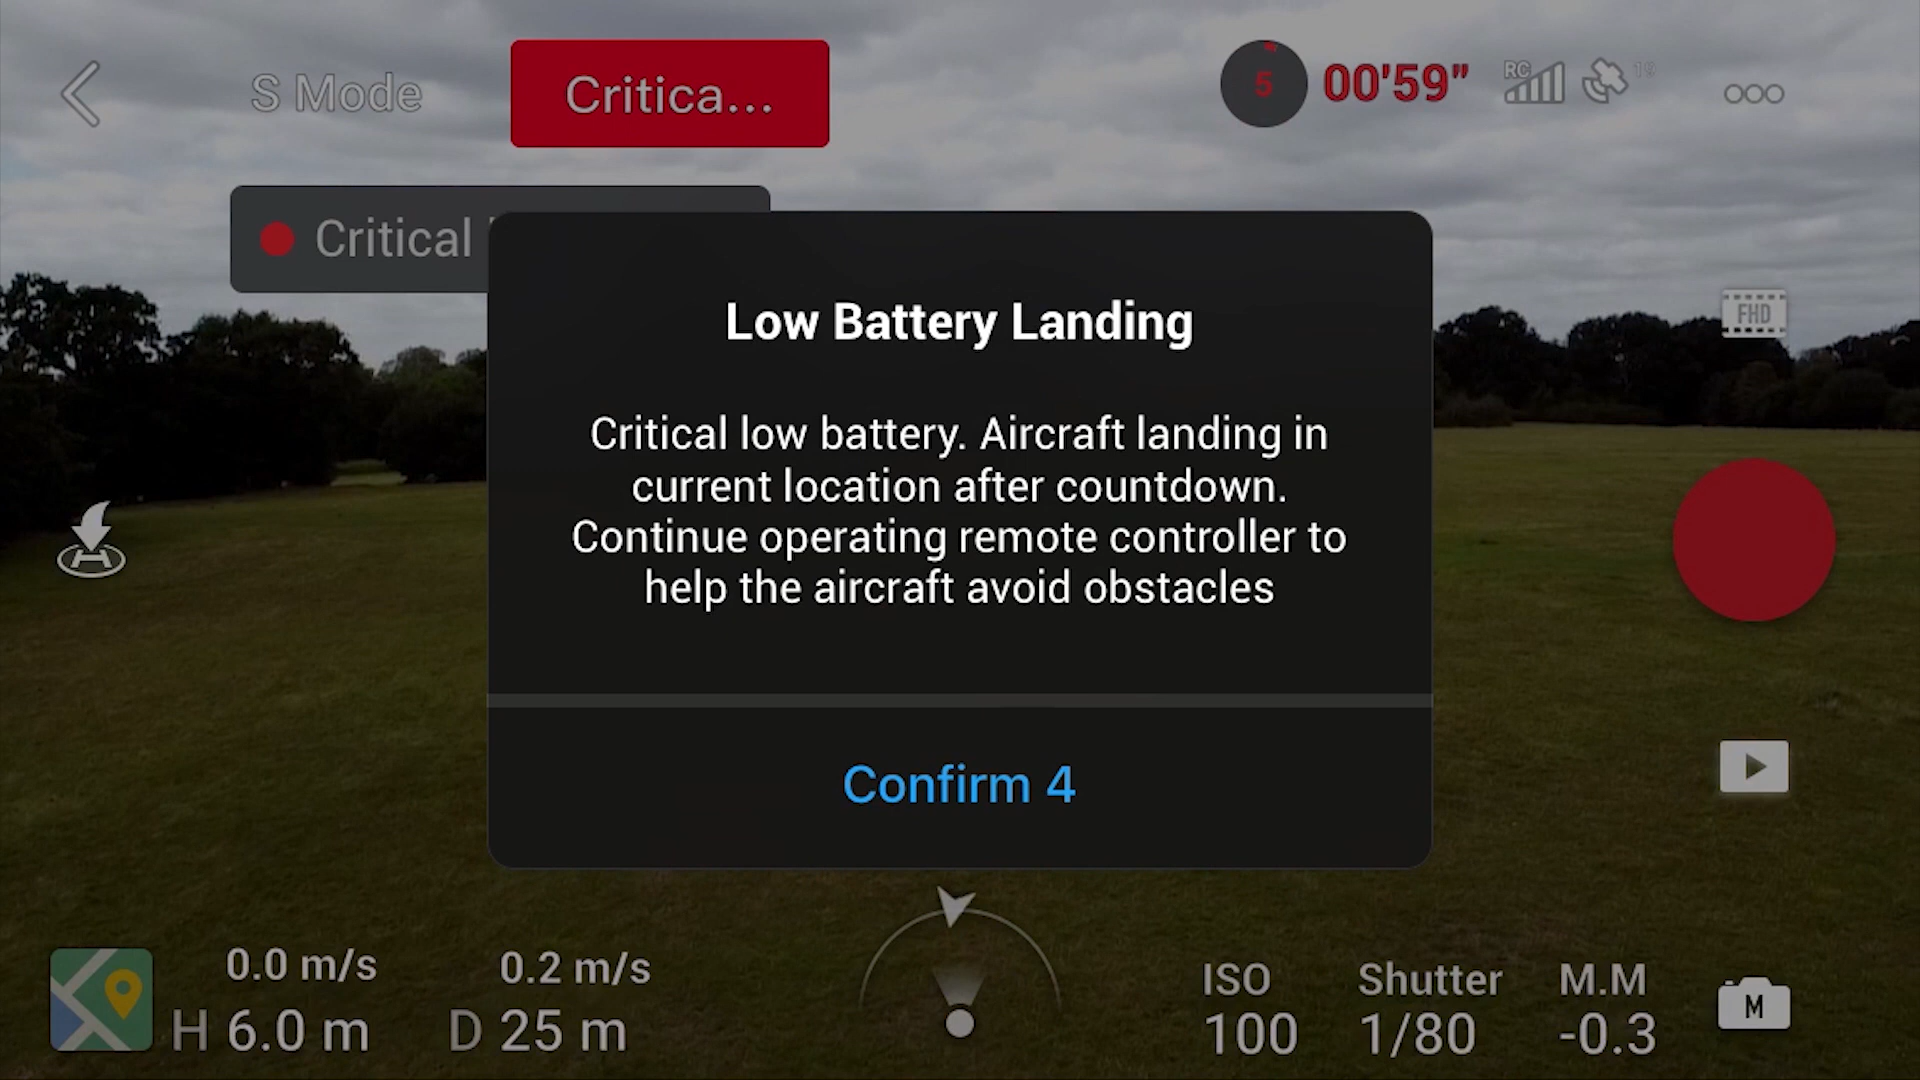 S Mode
Critica...
5
00'59"
RC
19
Critical
Low Battery Landing
Critical low battery. Aircraft landing in
current location after countdown.
Continue operating remote controller to
help the aircraft avoid obstacles
Confirm 4
FHD
0.0 m/s
0.2 m/s
H 6.0 m
D 25 m
ISO
100
Shutter
1/80
M.M
-0.3
M